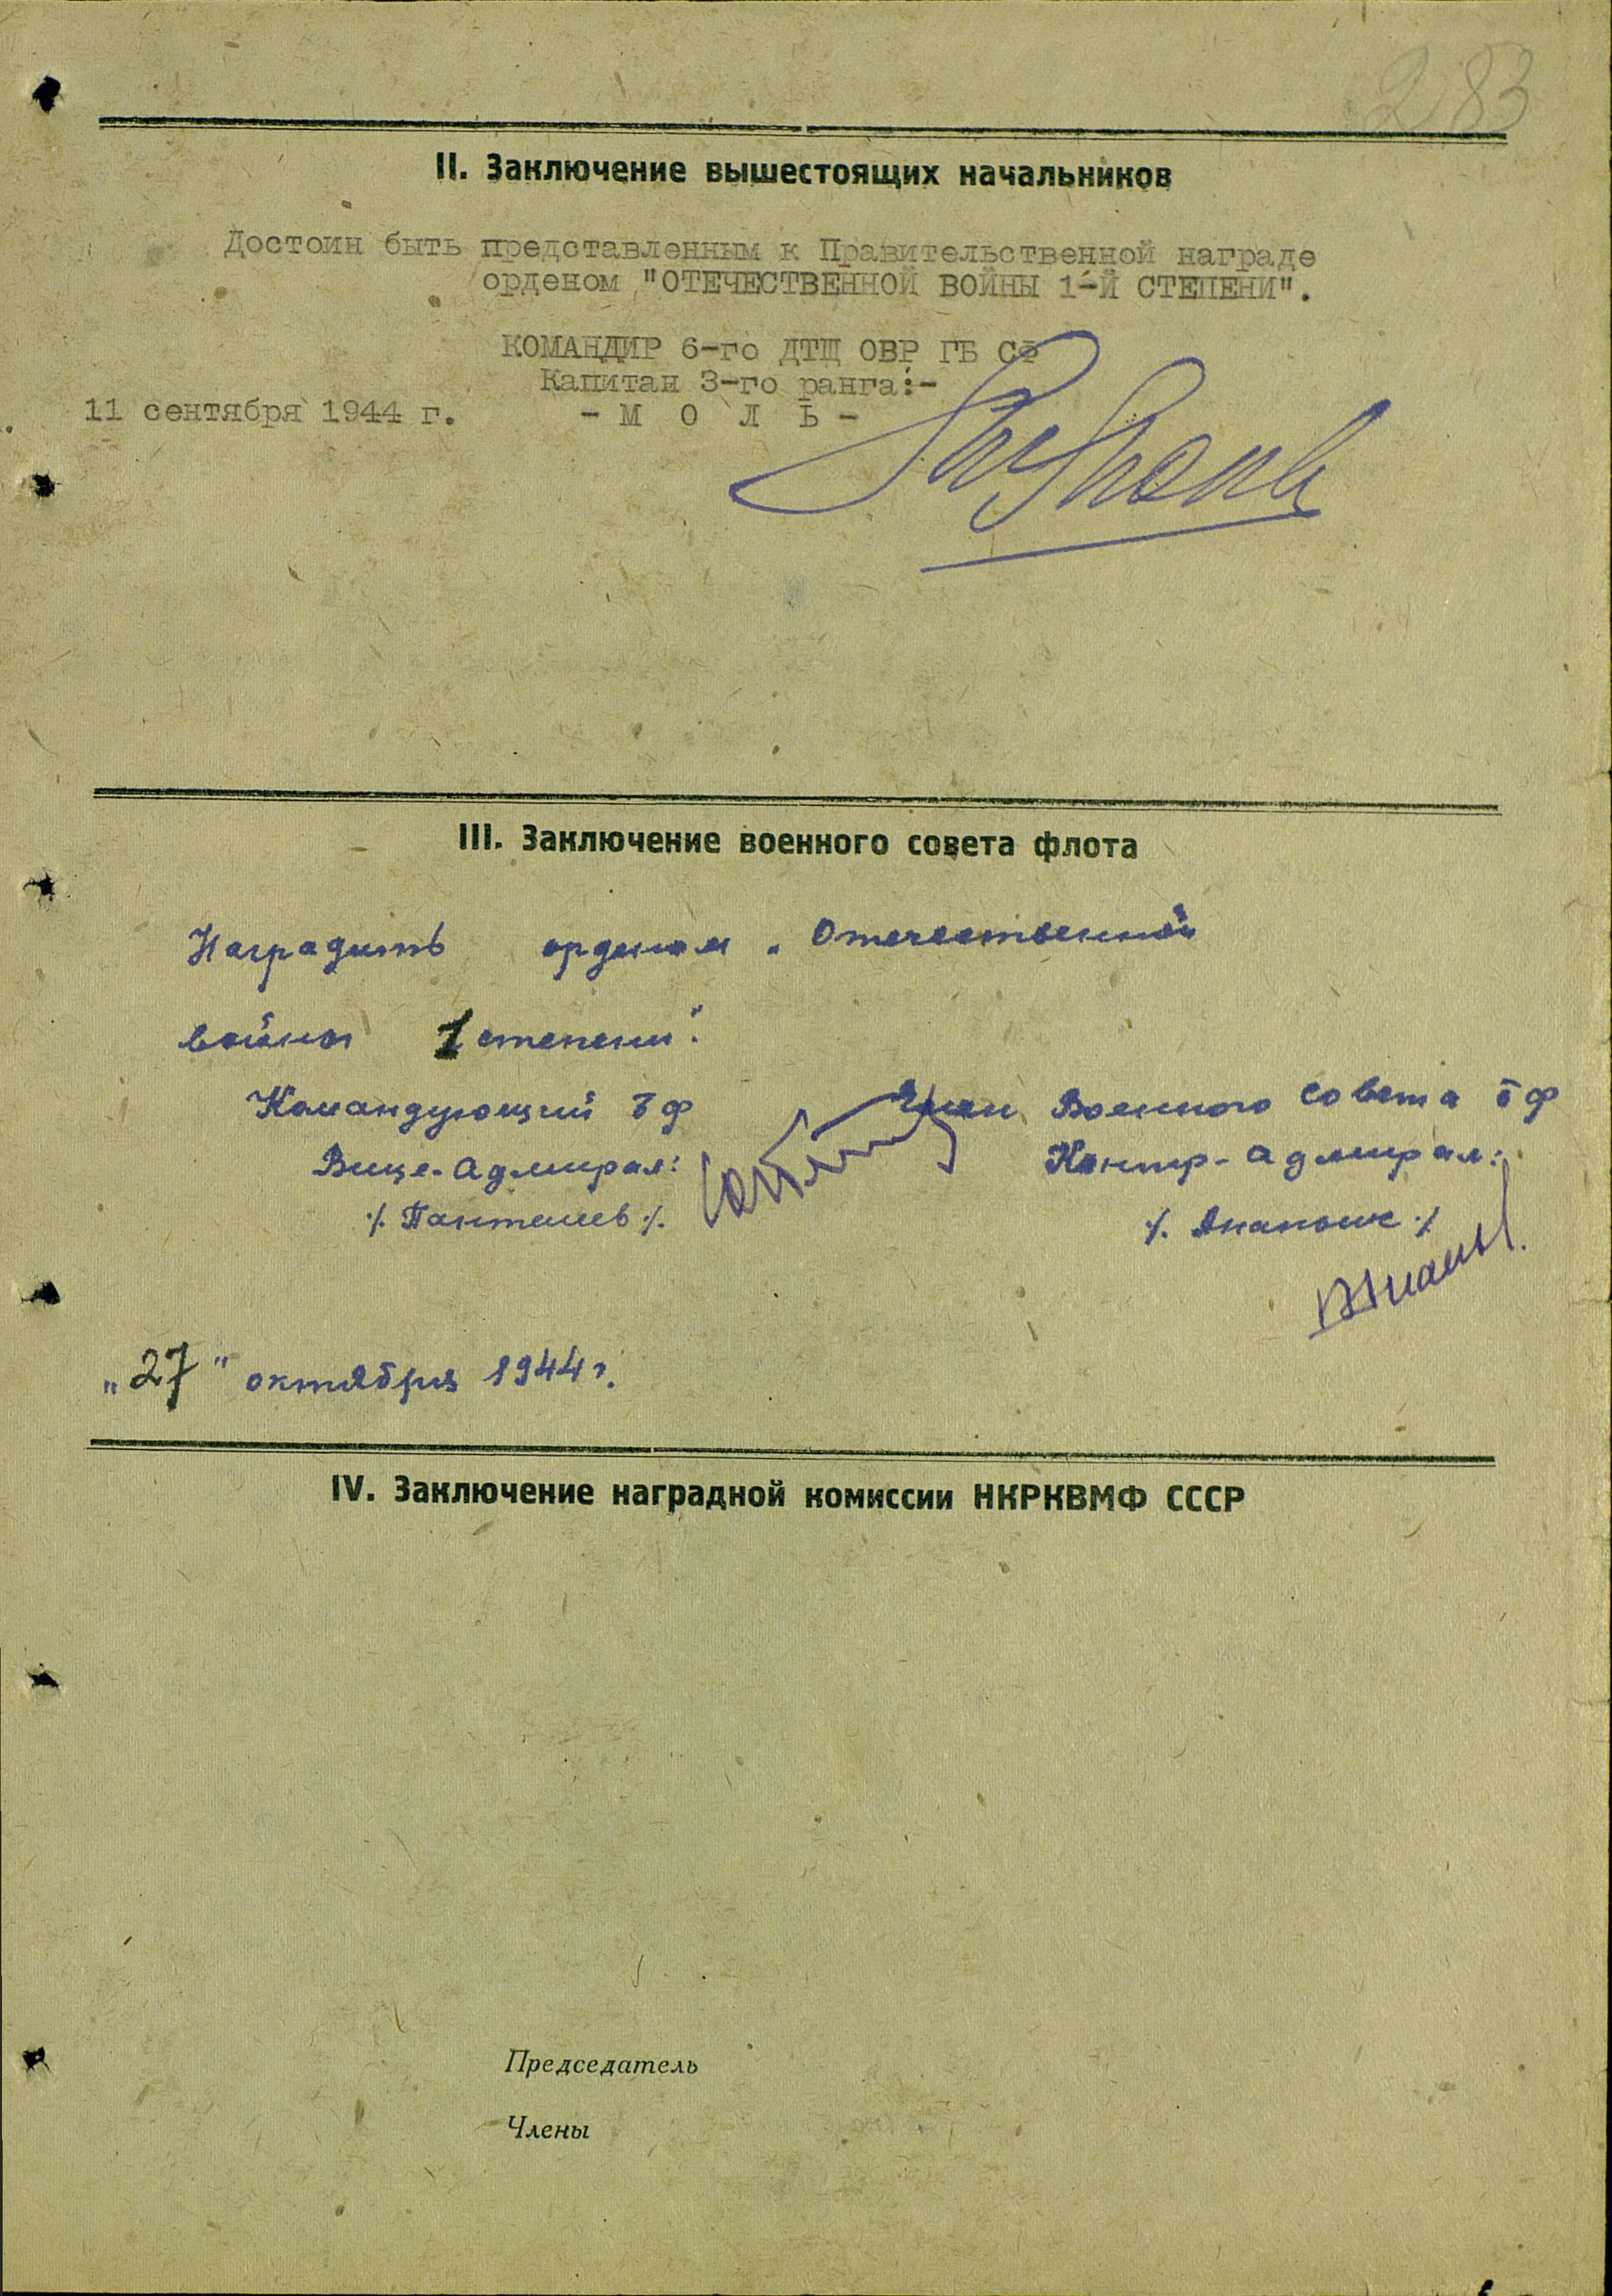 283
II. Заключение вышестоящих начальников
Достоин быть представленным к Правительственной награде
орденом "ОТЕЧЕСТВЕННОЙ ВОЙНЫ 1-Й СТЕПЕНИ".
КОМАНДИР 6-го ДТЩ ОВР ГБ СФ
Капитан 3-го ранга:-
11 сентября 1944 г. - М О Л Ь -
III. Заключение военного совета флота
Наградить орденом „Отечественной
войны 1 степени".
Командующий БФ Член Военного Совета БФ
Вице-Адмирал: Контр-адмирал:
/. Пантелеев ./. /. Ананьич ./
„27" октября 1944 г.
IV. Заключение наградной комиссии НКРКВМФ СССР
Председатель
Члены